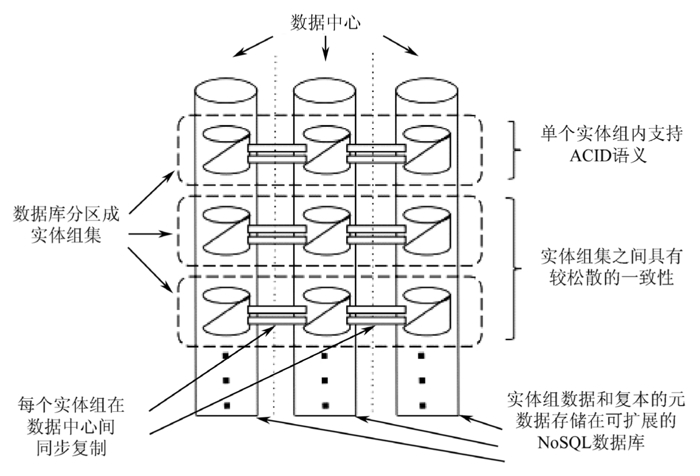 数据中心
单个实体组内支持
ACID语义
数据库分区成
实体组集
实体组集之间具有
较松散的一致性
每个实体组在
数据中心间
同步复制
实体组数据和复本的元
数据存储在可扩展的
NoSQL数据库